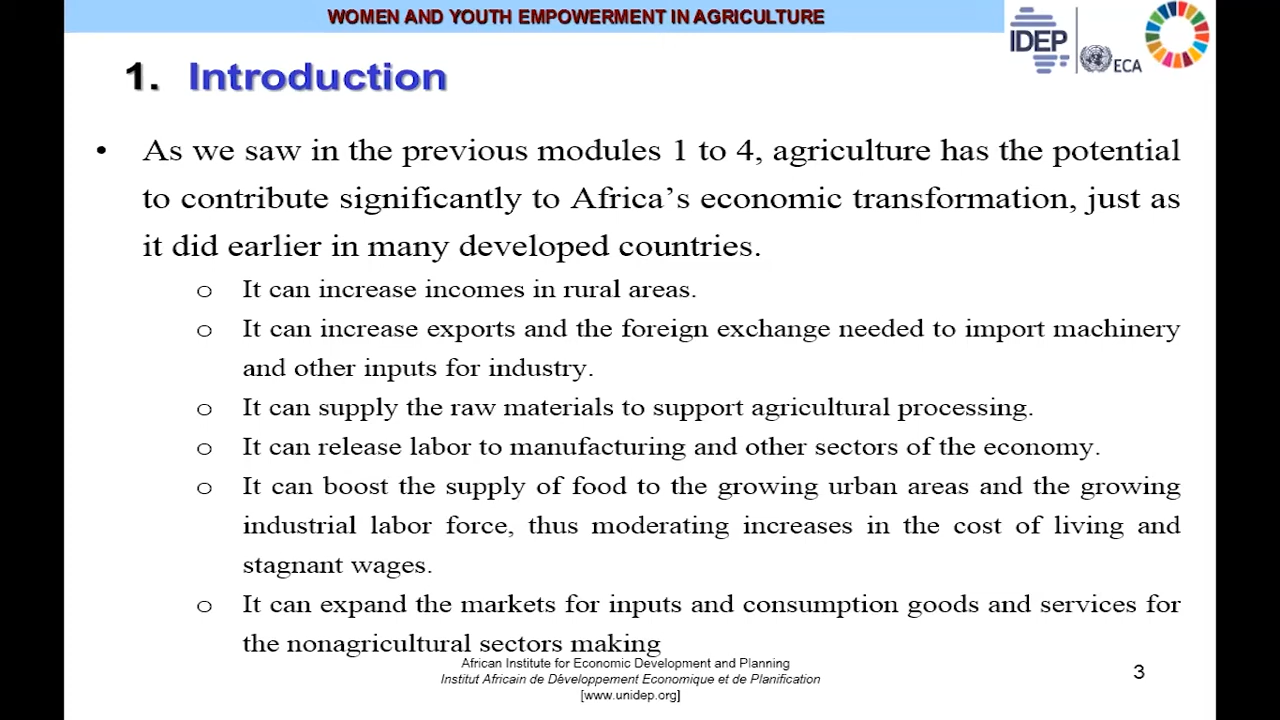 WOMEN AND YOUTH EMPOWERMENT IN AGRICULTURE
IDEP
ECA
1. Introduction
• As we saw in the previous modules 1 to 4, agriculture has the potential
to contribute significantly to Africa's economic transformation, just as
it did earlier in many developed countries.
o It can increase incomes in rural areas.
o It can increase exports and the foreign exchange needed to import machinery
and other inputs for industry.
o It can supply the raw materials to support agricultural processing.
o It can release labor to manufacturing and other sectors of the economy.
o It can boost the supply of food to the growing urban areas and the growing
industrial labor force, thus moderating increases in the cost of living and
stagnant wages.
o It can expand the markets for inputs and consumption goods and services for
the nonagricultural sectors making
African Institute for Economic Development and Planning
Institut Africain de Développement Economique et de Planification
[www.unidep.org]
3